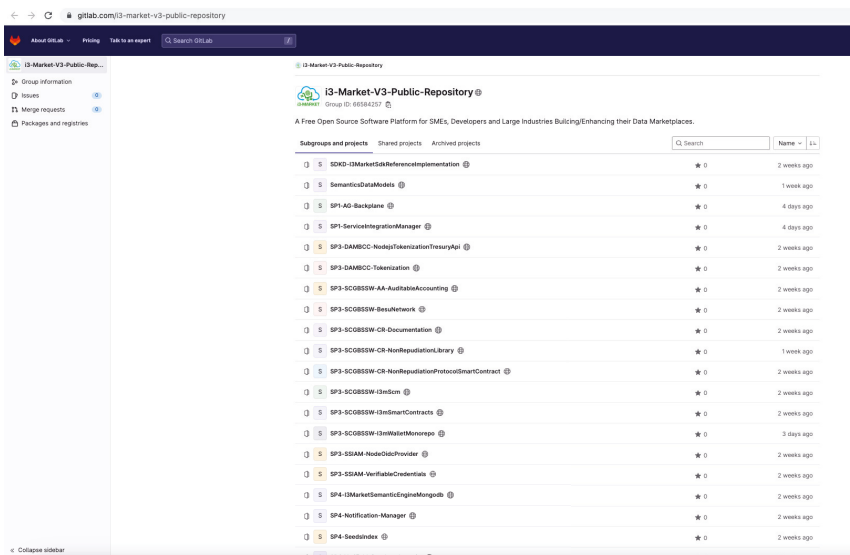 gitlab.com/i3-market-v3-public-repository
About GitLab Pricing Talk to an expert Search GitLab /
i3-Market-V3-Public-Rep...
Group information
Issues 0
Merge requests 0
Packages and registries
i3-Market-V3-Public-Repository
i3-MARKET
i3-Market-V3-Public-Repository
Group ID: 66584257
A Free Open Source Software Platform for SMEs, Developers and Large Industries Builcing/Enhancing their Data Marketplaces.
Subgroups and projects Shared projects Archived projects Search Name
S SDKD-I3MarketSdkReferenceImplementation 0 2 weeks ago
S SemanticsDataModels 0 1 week ago
S SP1-AG-Backplane 0 4 days ago
S SP1-ServiceIntegrationManager 0 4 days ago
S SP3-DAMBCC-NodejsTokenizationTresuryApi 0 2 weeks ago
S SP3-DAMBCC-Tokenization 0 2 weeks ago
S SP3-SCGBSSW-AA-AuditableAccounting 0 2 weeks ago
S SP3-SCGBSSW-BesuNetwork 0 2 weeks ago
S SP3-SCGBSSW-CR-Documentation 0 2 weeks ago
S SP3-SCGBSSW-CR-NonRepudiationLibrary 0 1 week ago
S SP3-SCGBSSW-CR-NonRepudiationProtocolSmartContract 0 2 weeks ago
S SP3-SCGBSSW-I3mScm 0 2 weeks ago
S SP3-SCGBSSW-I3mSmartContracts 0 2 weeks ago
S SP3-SCGBSSW-I3mWalletMonorepo 0 3 days ago
S SP3-SSIAM-NodeOidcProvider 0 2 weeks ago
S SP3-SSIAM-VerifiableCredentials 0 2 weeks ago
S SP4-I3MarketSemanticEngineMongodb 0 2 weeks ago
S SP4-Notification-Manager 0 2 weeks ago
S SP4-SeedsIndex 0 2 weeks ago
Collapse sidebar